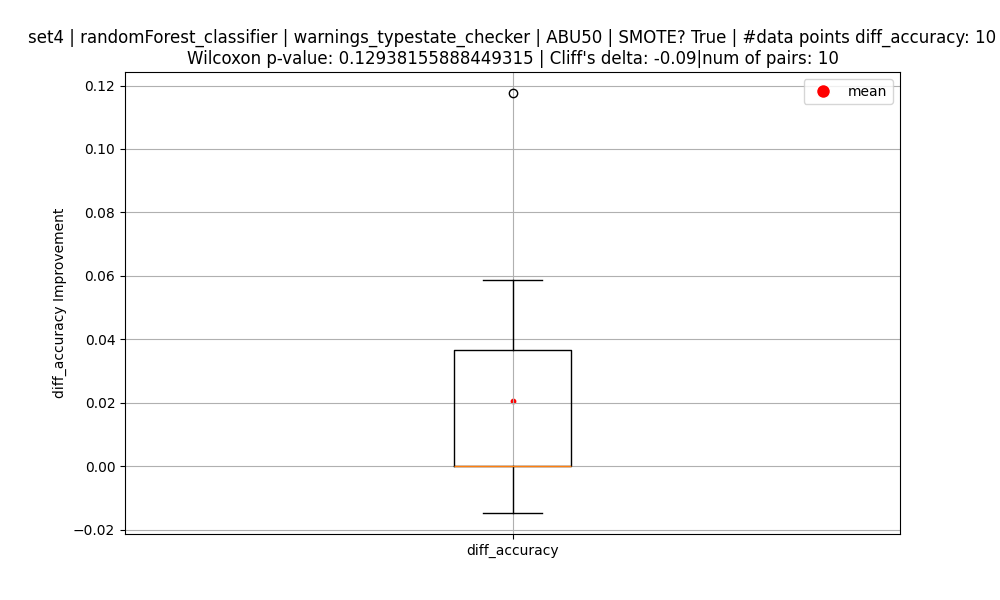 set4 | randomForest_classifier | warnings_typestate_checker | ABU50 | SMOTE? True | #data points diff_accuracy: 10
Wilcoxon p-value: 0.12938155888449315 | Cliff's delta: -0.09|num of pairs: 10
mean
0.12
0.10
0.08
0.06
0.04
0.02
0.00
−0.02
diff_accuracy Improvement
diff_accuracy